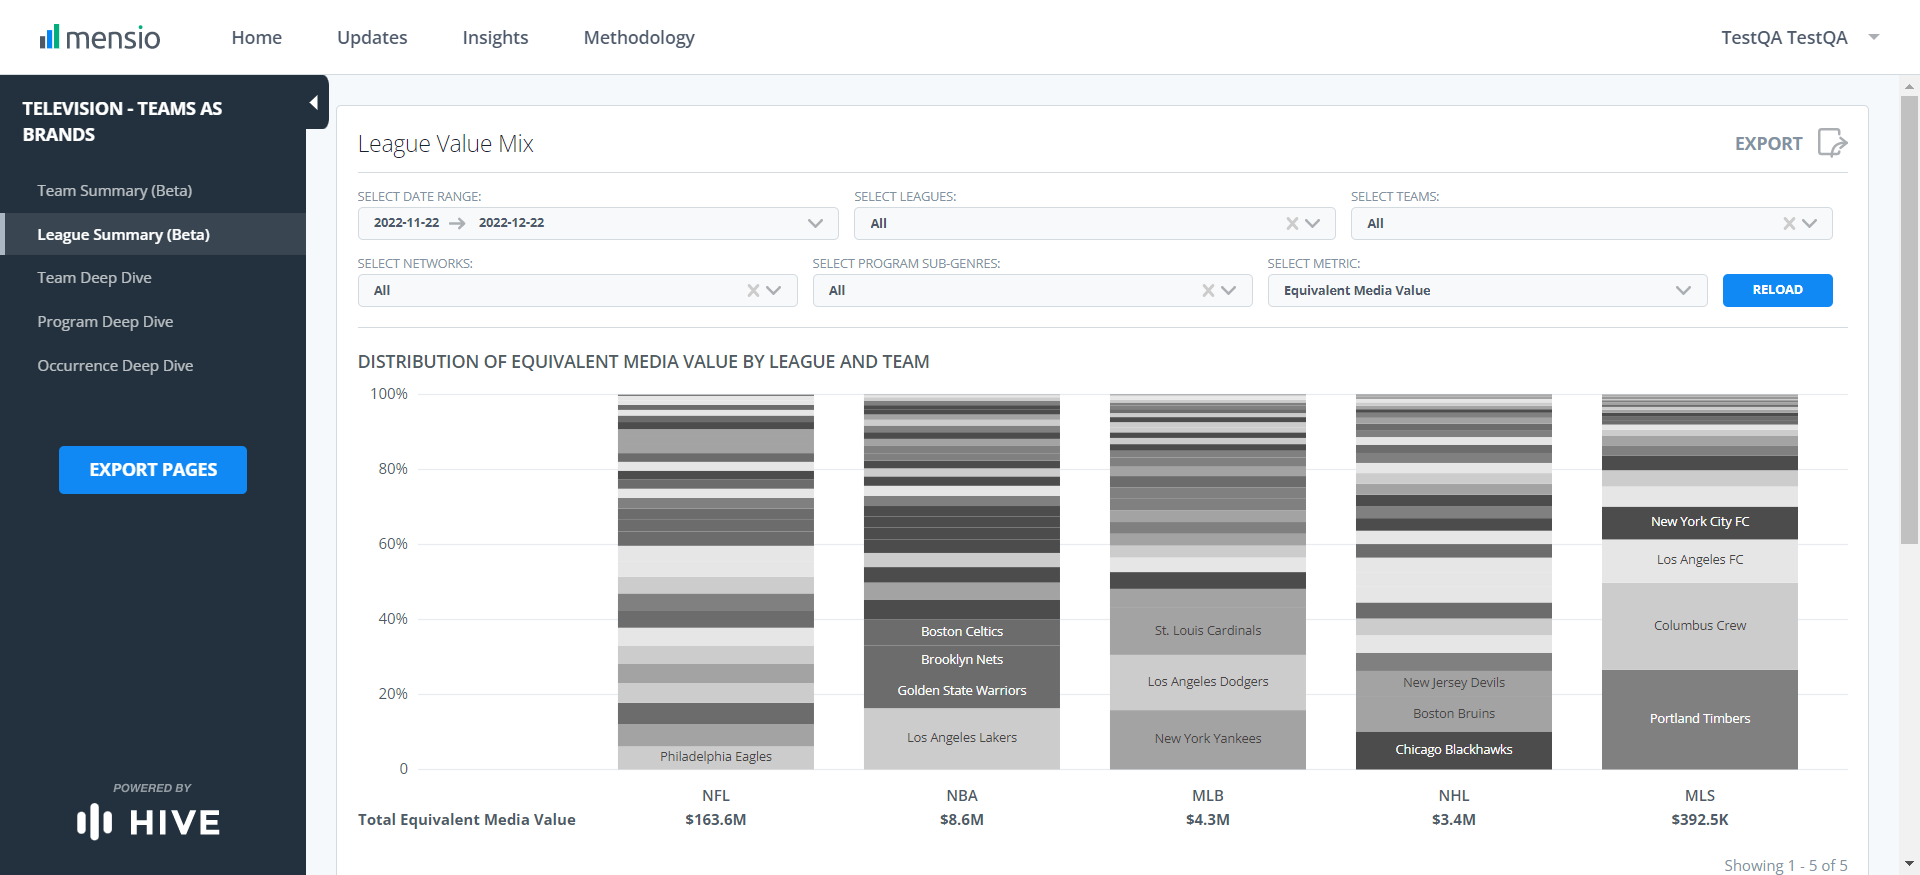 mensio
Home
Updates
Insights
Methodology
TestQA TestQA
TELEVISION - TEAMS AS
BRANDS
Team Summary (Beta)
League Summary (Beta)
Team Deep Dive
Program Deep Dive
Occurrence Deep Dive
EXPORT PAGES
POWERED BY
HIVE
League Value Mix
EXPORT
SELECT DATE RANGE:
2022-11-22
2022-12-22
SELECT LEAGUES:
All
SELECT TEAMS:
All
SELECT NETWORKS:
All
SELECT PROGRAM SUB-GENRES:
All
SELECT METRIC:
Equivalent Media Value
RELOAD
DISTRIBUTION OF EQUIVALENT MEDIA VALUE BY LEAGUE AND TEAM
100%
80%
60%
40%
20%
0
Philadelphia Eagles
Boston Celtics
Brooklyn Nets
Golden State Warriors
Los Angeles Lakers
St. Louis Cardinals
Los Angeles Dodgers
New York Yankees
New Jersey Devils
Boston Bruins
Chicago Blackhawks
New York City FC
Los Angeles FC
Columbus Crew
Portland Timbers
NFL
NBA
MLB
NHL
MLS
Total Equivalent Media Value
$163.6M
$8.6M
$4.3M
$3.4M
$392.5K
Showing 1 - 5 of 5